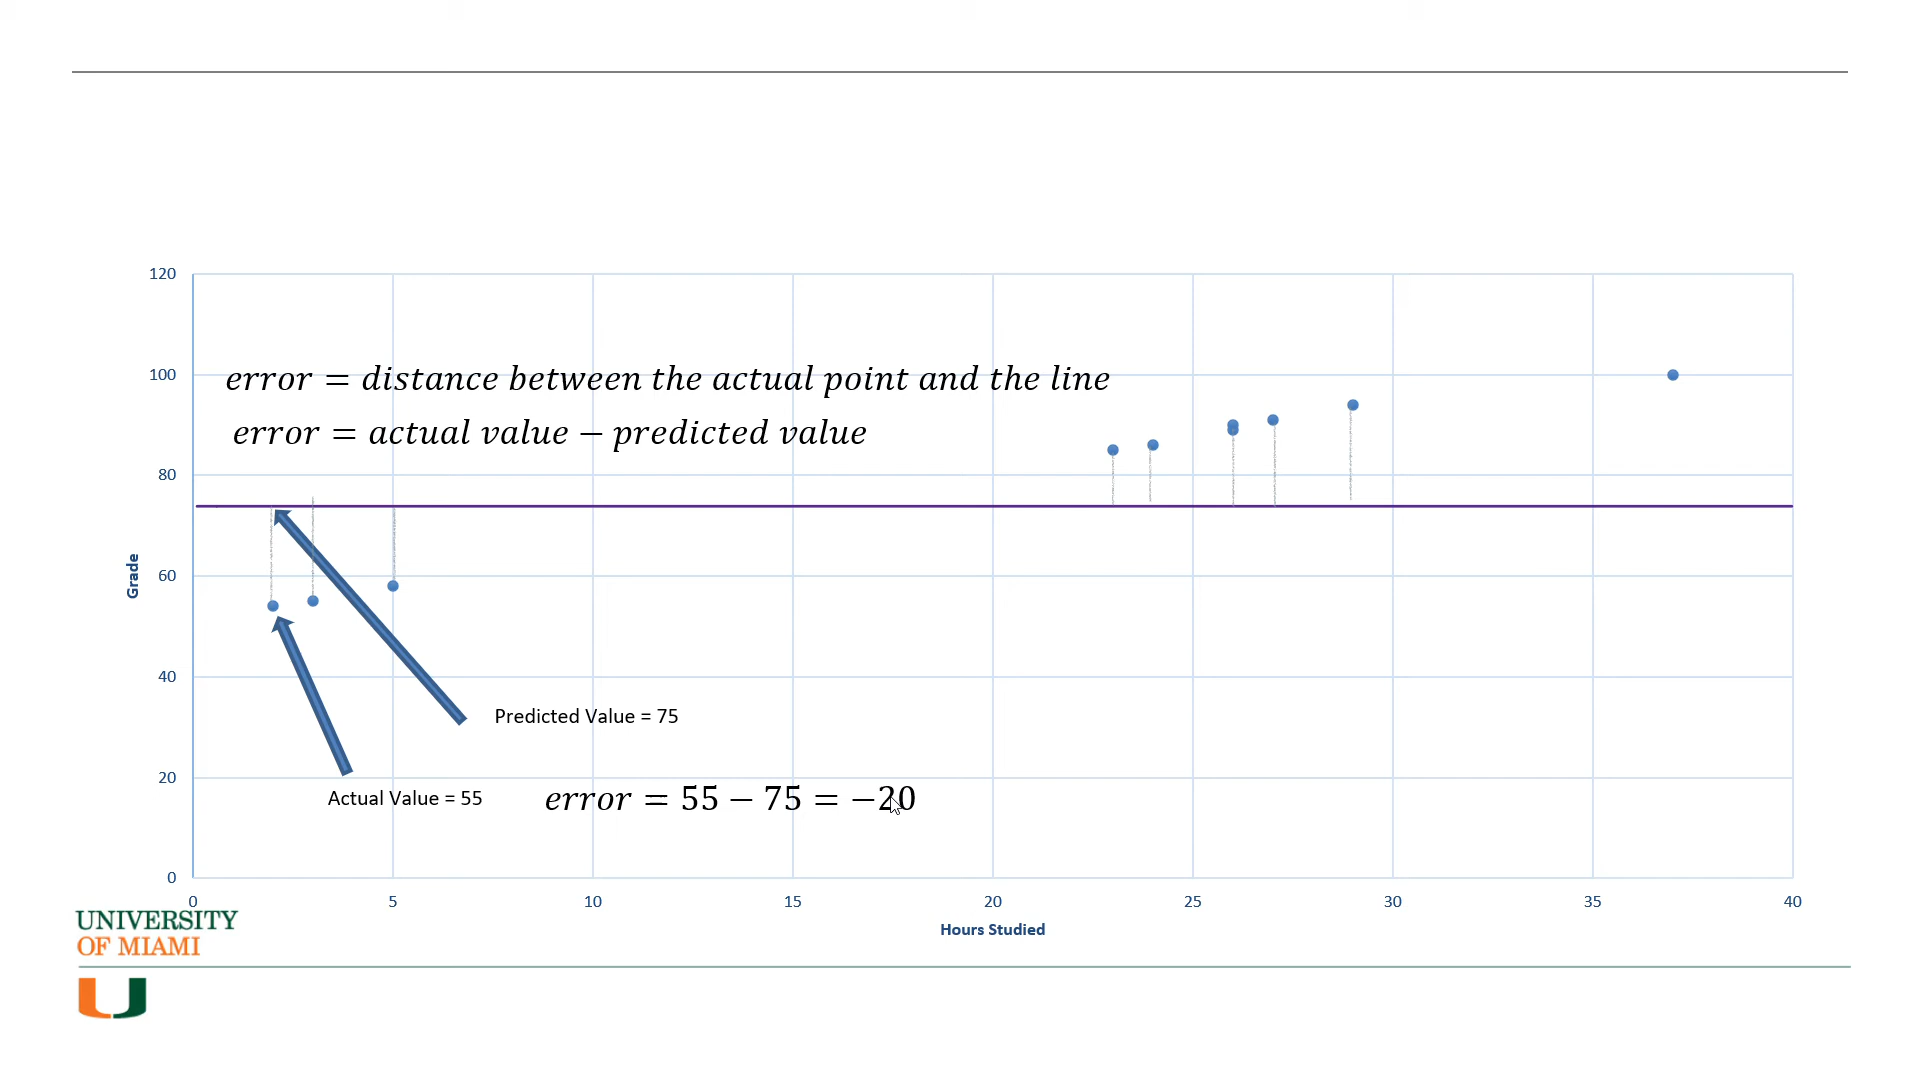 120
100
80
60
40
20
0
Grade
error = distance between the actual point and the line
error = actual value − predicted value
Predicted Value = 75
Actual Value = 55
error = 55 − 75 = −20
0 5 10 15 20 25 30 35 40
Hours Studied
UNIVERSITY
OF MIAMI
U